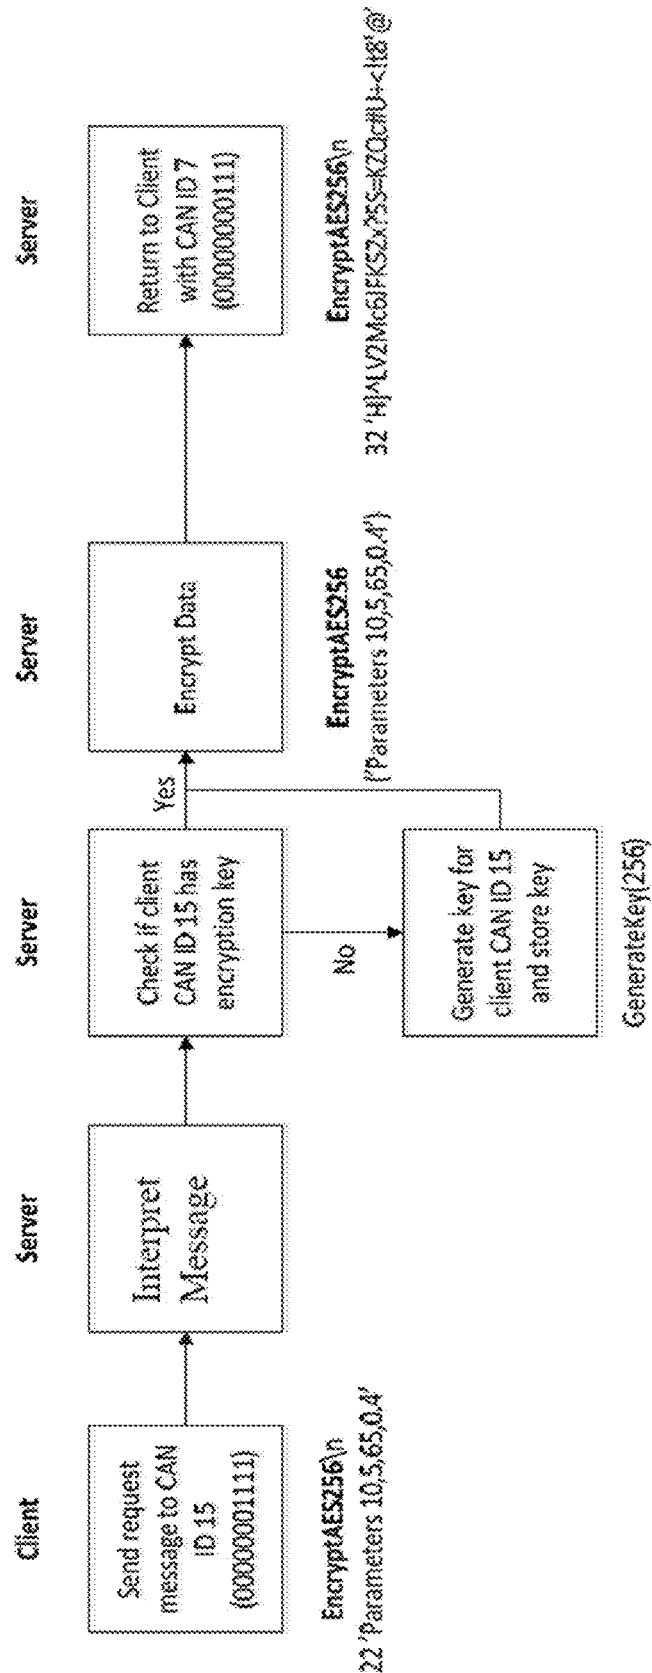 Client
Send request
message to CAN
ID 15
(00000001111)
EncryptAES256\n
22 'Parameters 10,5,65,0.4'
Server
Interpret
Message
Server
Check if client
CAN ID 15 has
encryption key
Yes
No
Generate key for
client CAN ID 15
and store key
GenerateKey(256)
Server
Encrypt Data
EncryptAES256
('Parameters 10,5,65,0.4')
Server
Return to Client
with CAN ID 7
(00000000111)
EncryptAES256\n
32